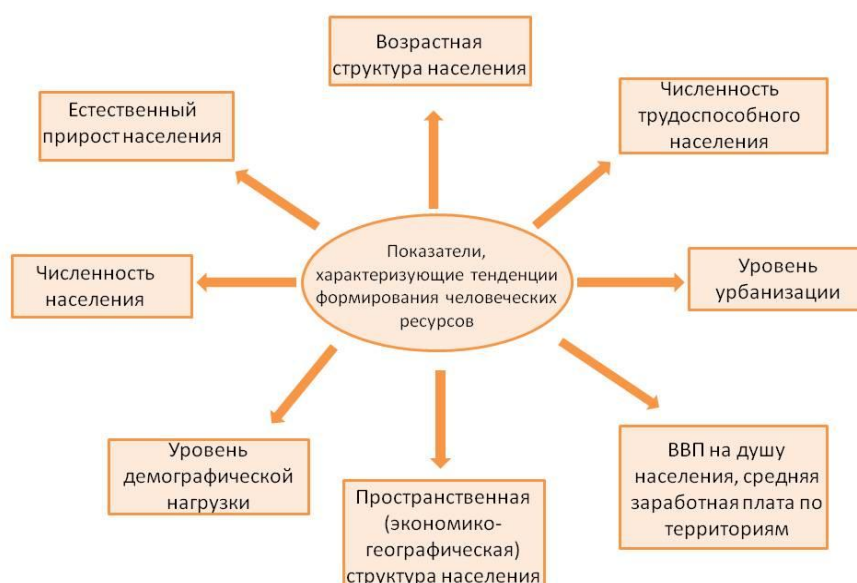 Возрастная
структура населения
Естественный
прирост населения
Численность
трудоспособного
населения
Показатели,
характеризующие тенденции
формирования человеческих
ресурсов
Численность
населения
Уровень
урбанизации
Уровень
демографической
нагрузки
Пространственная
(экономико-
географическая)
структура населения
ВВП на душу
населения, средняя
заработная плата по
территориям